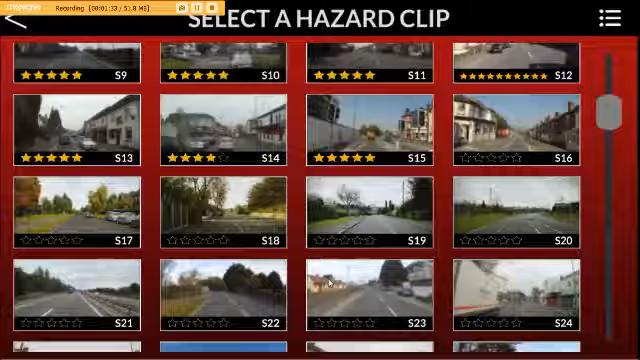 Recording [00:01:33 / 51.8 MB]
SELECT A HAZARD CLIP
S9 S10 S11 S12
S13 S14 S15 S16
S17 S18 S19 S20
S21 S22 S23 S24